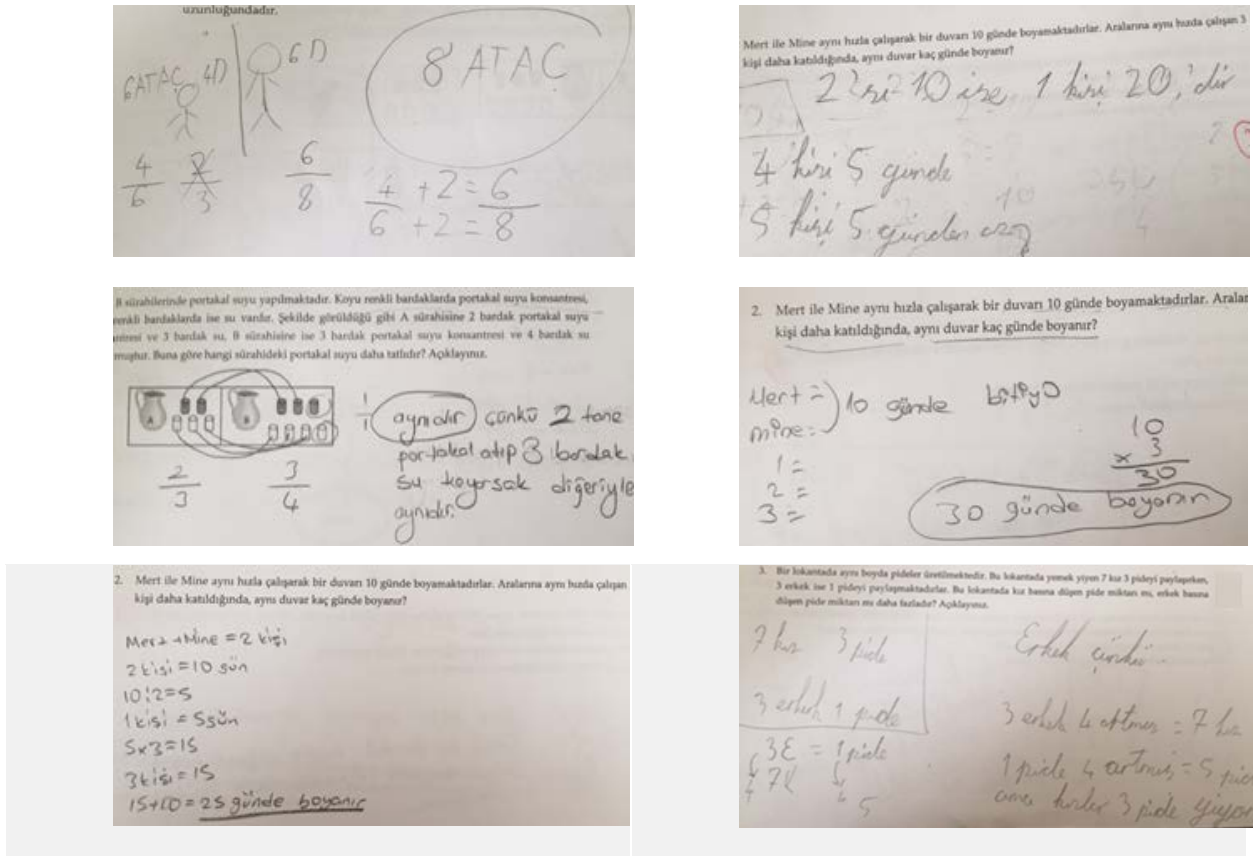 uzunluğundadır.
6ATAÇ 4D
6D
8 ATAÇ
4/6 2/3 6/8
4/6 +2=6 +2=8
Mert ile Mine aynı hızla çalışarak bir duvarı 10 günde boyamaktadırlar. Aralarına aynı hızda çalışan 3
kişi daha katıldığında, aynı duvar kaç günde boyanır?
10 ise 1 kişi 20,'dir
4 kişi 5 günde
5 kişi 5 günden
B sürahilerinde portakal suyu yapılmaktadır. Koyu renkli bardaklarda portakal suyu konsantresi,
renkli bardaklarda ise su vardır. Şekilde görüldüğü gibi A sürahisine 2 bardak portakal suyu
ntresi ve 3 bardak su, B sürahisine ise 3 bardak portakal suyu konsantresi ve 4 bardak su
muştur. Buna göre hangi sürahideki portakal suyu daha tatlıdır? Açıklayınız.
A B
1/1
aynıdır çünkü 2 tane
portakal atıp 3 bardak
su koyarsak diğeriyle
aynıdır.
2/3 3/4
2. Mert ile Mine aynı hızla çalışarak bir duvarı 10 günde boyamaktadırlar. Aralar
kişi daha katıldığında, aynı duvar kaç günde boyanır?
Mert =
Mine =
10 günde bitiyo
1 =
2 =
3 =
10
x 3
30
30 günde boyanır
2. Mert ile Mine aynı hızla çalışarak bir duvarı 10 günde boyamaktadırlar. Aralarına aynı hızda çalışan
kişi daha katıldığında, aynı duvar kaç günde boyanır?
Mert + Mine = 2 kişi
2 kişi = 10 gün
10:2=5
1 kişi = 5 gün
5x3=15
3 kişi = 15
15+10 = 25 günde boyanır
3. Bir lokantada aynı boyda pideler üretilmektedir. Bu lokantada yemek yiyen 7 kız 3 pideyi paylaşırken,
3 erkek ise 1 pideyi paylaşmaktadırlar. Bu lokantada kız başına düşen pide miktarı mı, erkek başına
düşen pide miktarı mı daha fazladır? Açıklayınız.
7 kız 3 pide
3 erkek 1 pide
3E = 1 pide
7K
5
Erkek çünkü
3 erkek 4 artmış = 7 kız
1 pide 4 artmış = 5 pide
ama kızlar 3 pide yiyor